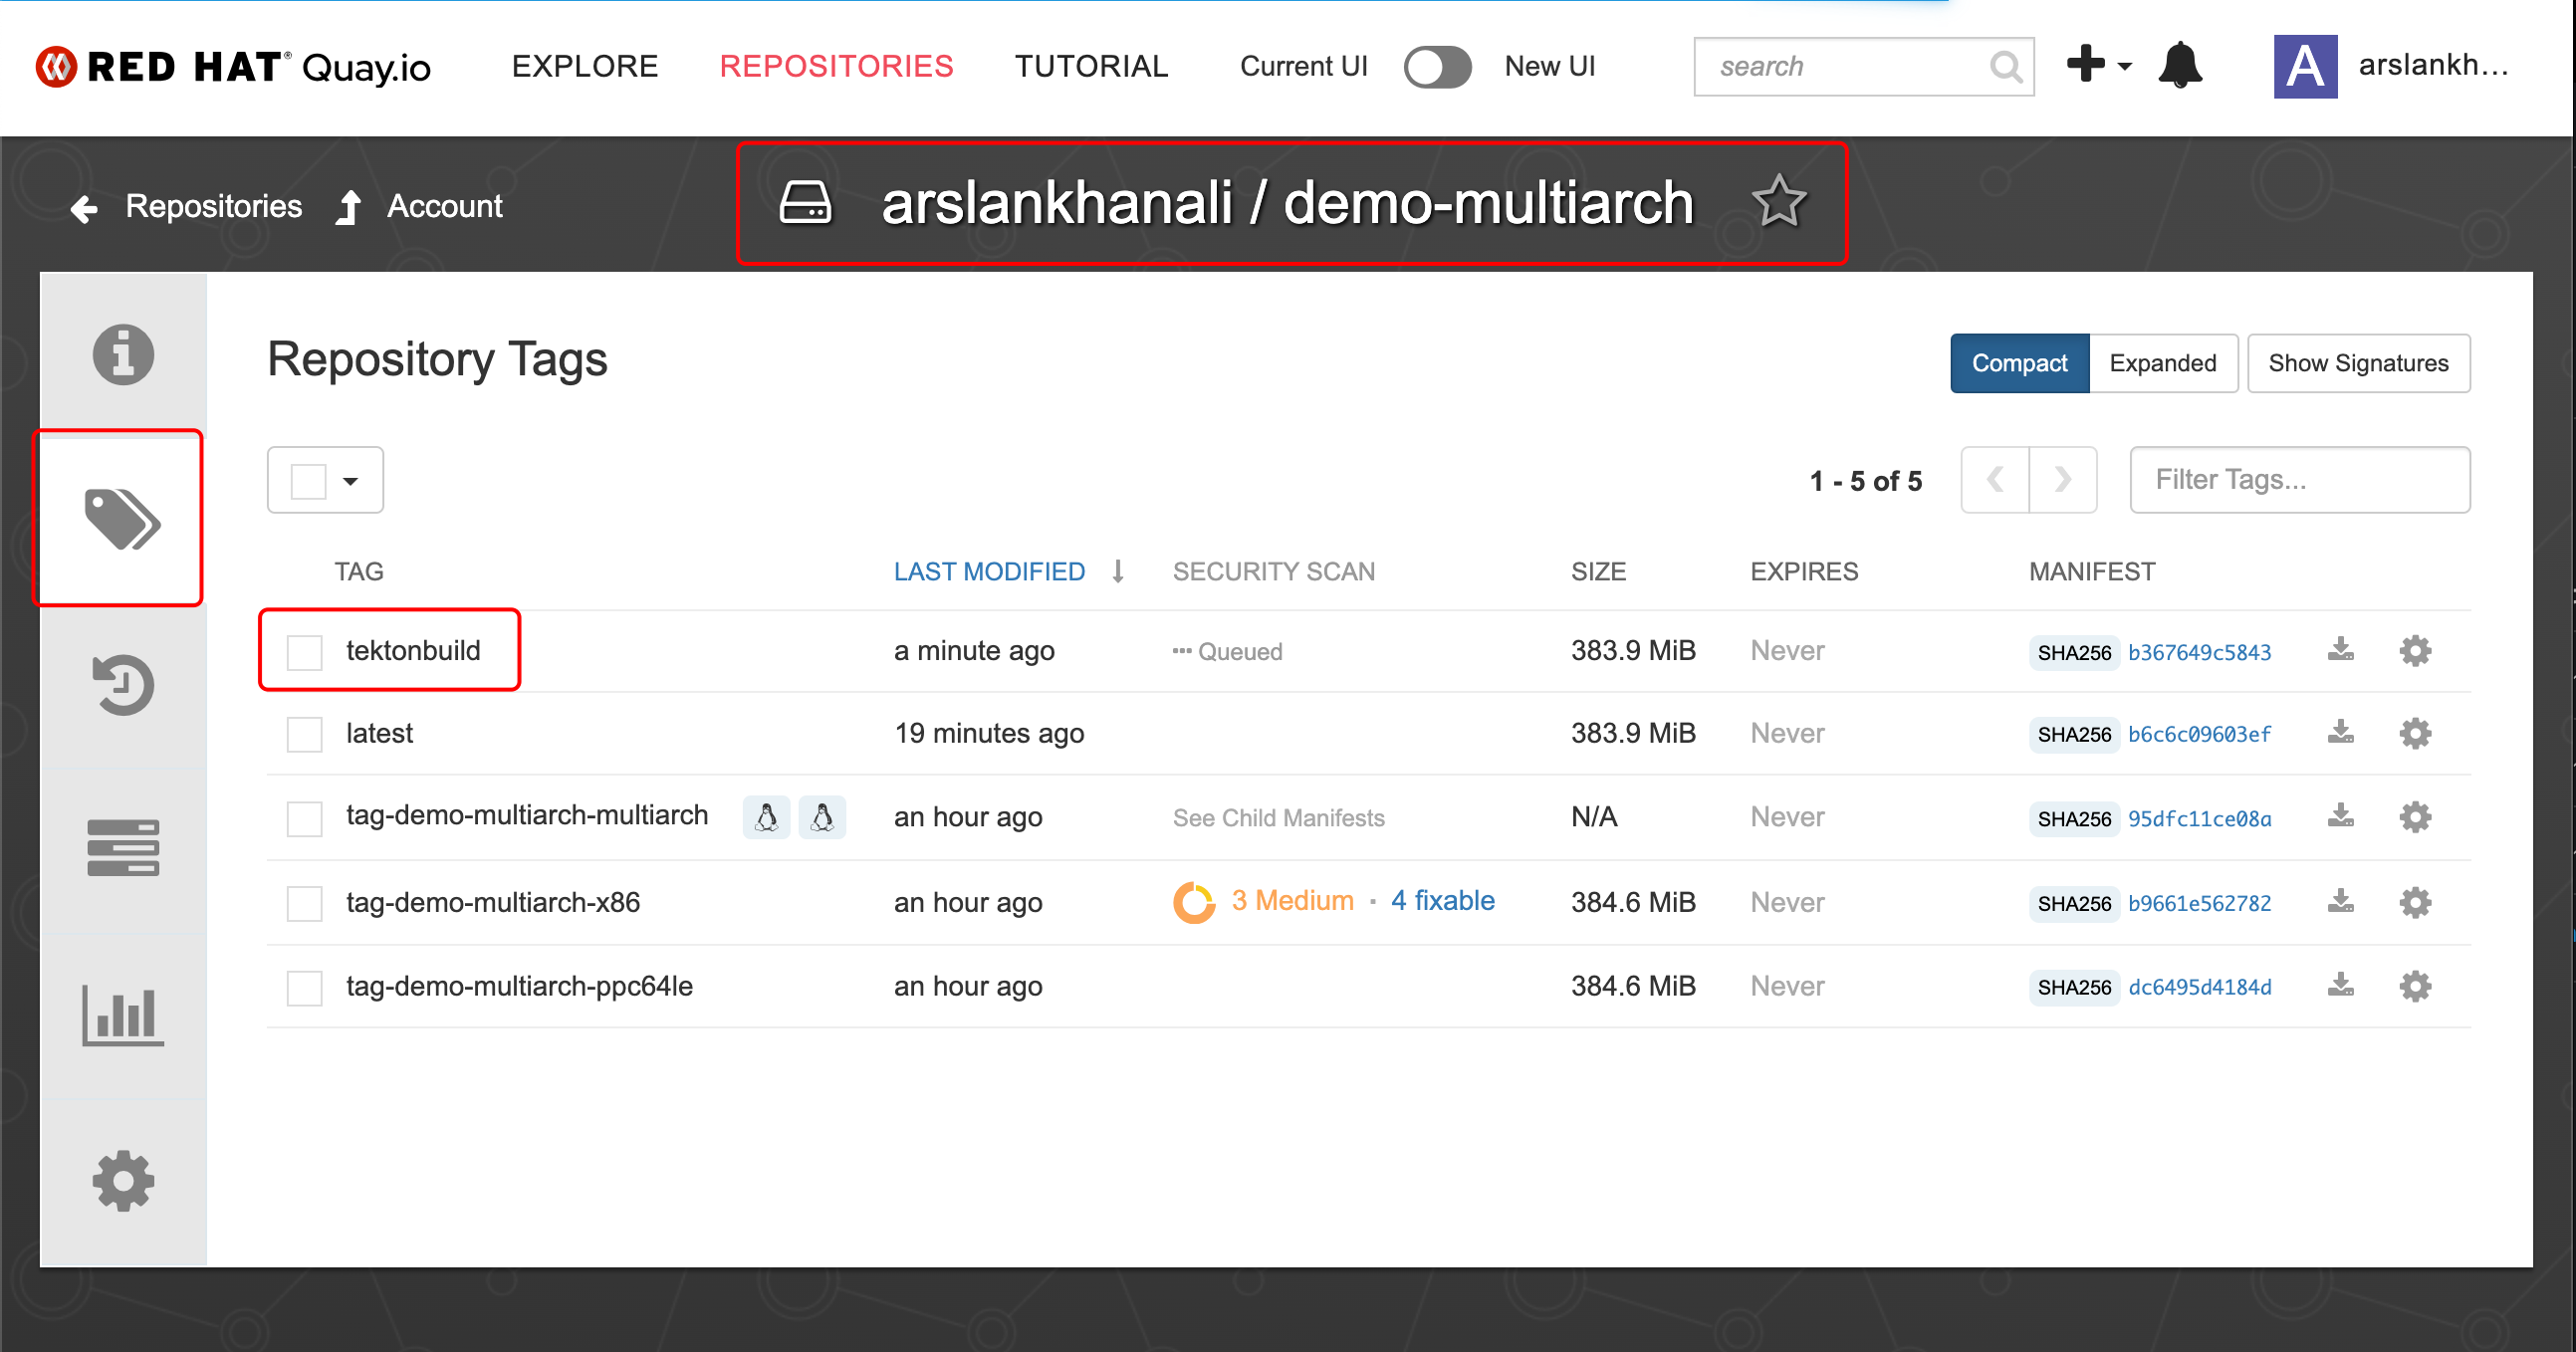 RED HAT® Quay.io EXPLORE REPOSITORIES TUTORIAL Current UI New UI search A arslankh...
Repositories Account arslankhanali / demo-multiarch
Repository Tags Compact Expanded Show Signatures
1 - 5 of 5 Filter Tags...
TAG LAST MODIFIED SECURITY SCAN SIZE EXPIRES MANIFEST
tektonbuild a minute ago Queued 383.9 MiB Never SHA256 b367649c5843
latest 19 minutes ago 383.9 MiB Never SHA256 b6c6c09603ef
tag-demo-multiarch-multiarch an hour ago See Child Manifests N/A Never SHA256 95dfc11ce08a
tag-demo-multiarch-x86 an hour ago 3 Medium · 4 fixable 384.6 MiB Never SHA256 b9661e562782
tag-demo-multiarch-ppc64le an hour ago 384.6 MiB Never SHA256 dc6495d4184d